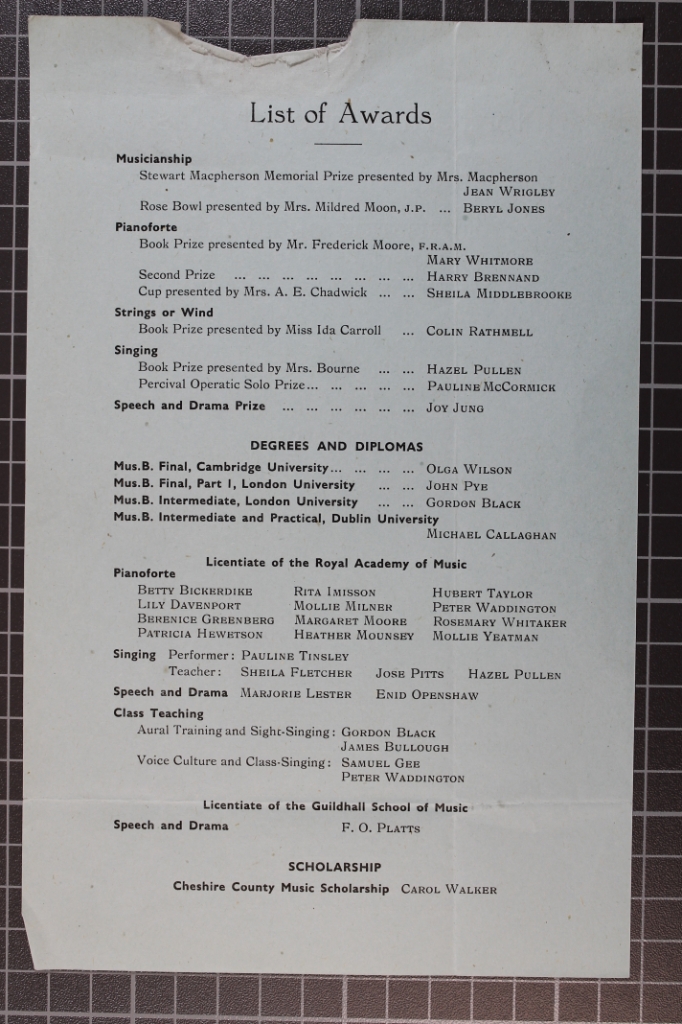 List of Awards
Musicianship
Stewart Macpherson Memorial Prize presented by Mrs. Macpherson
JEAN WRIGLEY
Rose Bowl presented by Mrs. Mildred Moon, J.P. ... BERYL JONES
Pianoforte
Book Prize presented by Mr. Frederick Moore, F.R.A.M.
MARY WHITMORE
Second Prize ... ... ... ... ... ... ... ... HARRY BRENNAND
Cup presented by Mrs. A. E. Chadwick ... ... SHEILA MIDDLEBROOKE
Strings or Wind
Book Prize presented by Miss Ida Carroll ... COLIN RATHMELL
Singing
Book Prize presented by Mrs. Bourne ... ... HAZEL PULLEN
Percival Operatic Solo Prize... ... ... ... ... PAULINE MCCORMICK
Speech and Drama Prize ... ... ... ... ... ... JOY JUNG
DEGREES AND DIPLOMAS
Mus.B. Final, Cambridge University... ... ... ... OLGA WILSON
Mus.B. Final, Part I, London University ... ... JOHN PYE
Mus.B. Intermediate, London University ... ... GORDON BLACK
Mus.B. Intermediate and Practical, Dublin University
MICHAEL CALLAGHAN
Licentiate of the Royal Academy of Music
Pianoforte
BETTY BICKERDIKE RITA IMISSON HUBERT TAYLOR
LILY DAVENPORT MOLLIE MILNER PETER WADDINGTON
BERENICE GREENBERG MARGARET MOORE ROSEMARY WHITAKER
PATRICIA HEWETSON HEATHER MOUNSEY MOLLIE YEATMAN
Singing Performer: PAULINE TINSLEY
Teacher: SHEILA FLETCHER JOSE PITTS HAZEL PULLEN
Speech and Drama MARJORIE LESTER ENID OPENSHAW
Class Teaching
Aural Training and Sight-Singing: GORDON BLACK
JAMES BULLOUGH
Voice Culture and Class-Singing: SAMUEL GEE
PETER WADDINGTON
Licentiate of the Guildhall School of Music
Speech and Drama F. O. PLATTS
SCHOLARSHIP
Cheshire County Music Scholarship CAROL WALKER